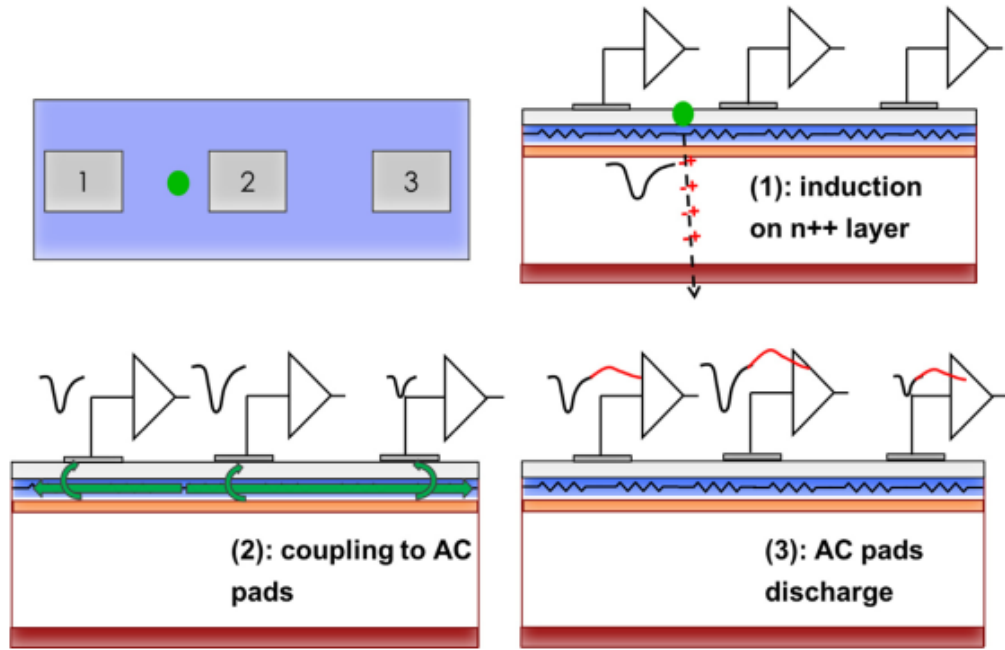 1 2 3
(1): induction
on n++ layer
(2): coupling to AC
pads
(3): AC pads
discharge